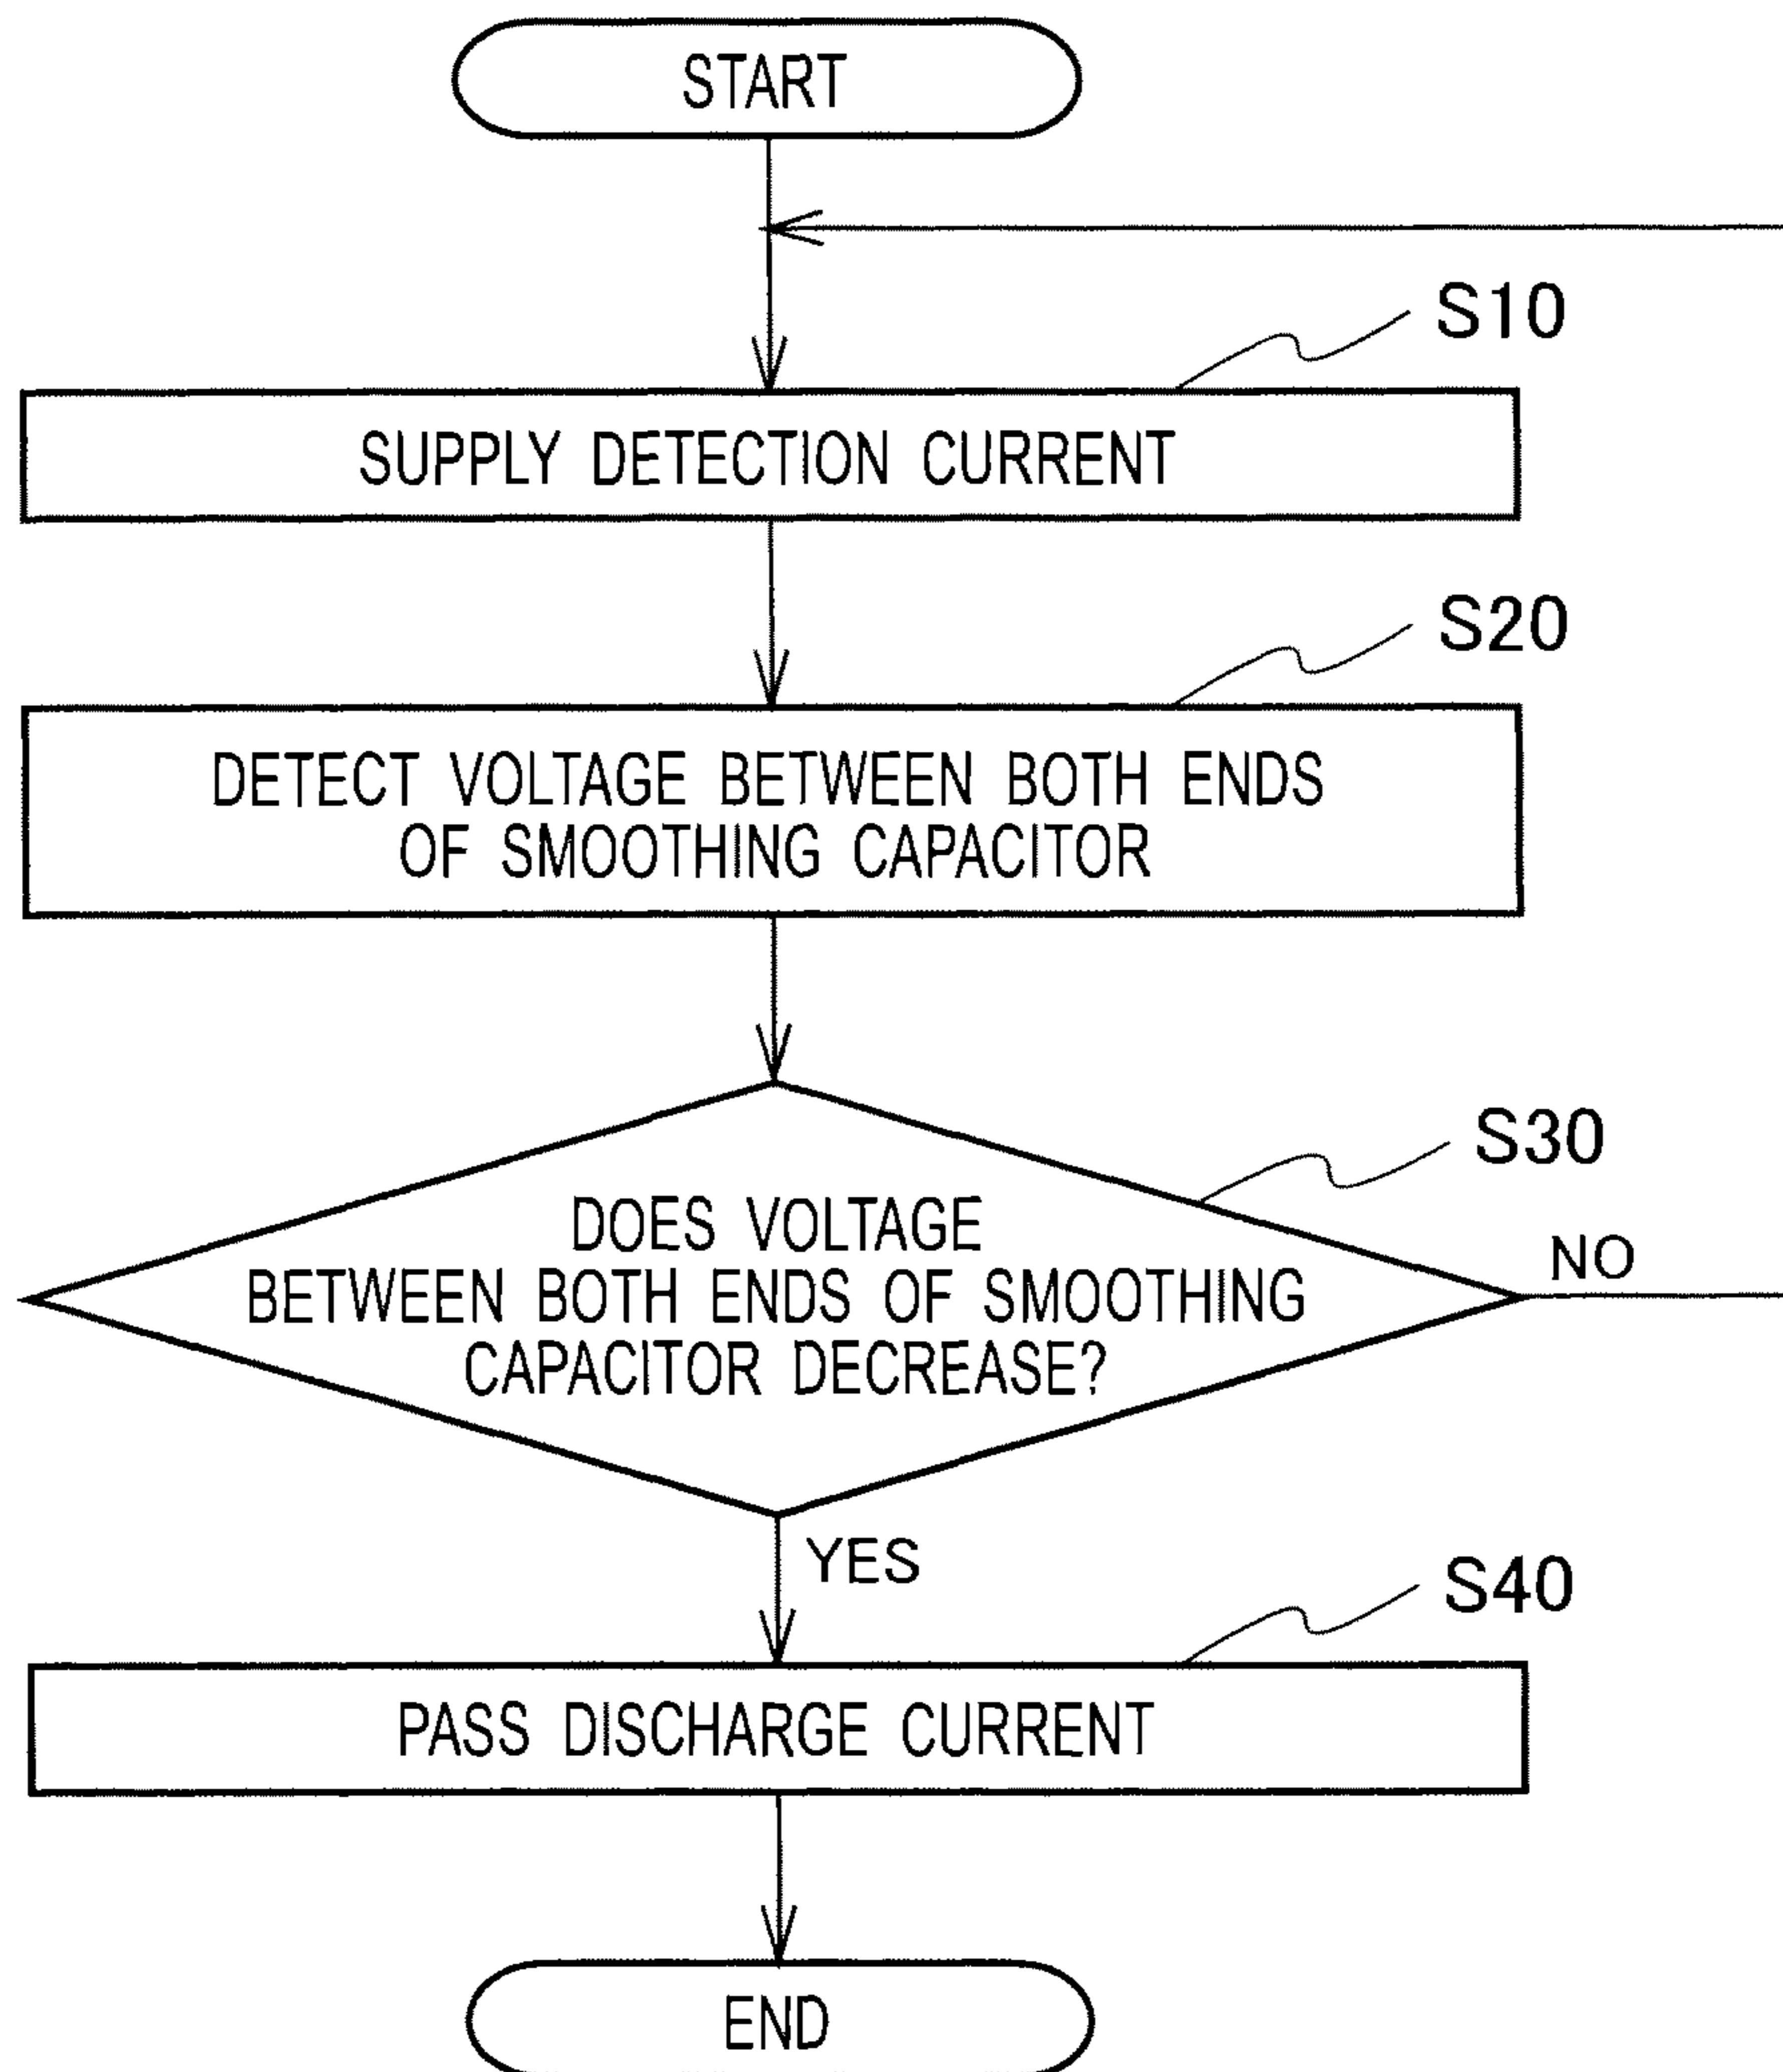 START
S10
SUPPLY DETECTION CURRENT
S20
DETECT VOLTAGE BETWEEN BOTH ENDS
OF SMOOTHING CAPACITOR
S30
DOES VOLTAGE
BETWEEN BOTH ENDS OF SMOOTHING
CAPACITOR DECREASE?
NO
YES
S40
PASS DISCHARGE CURRENT
END